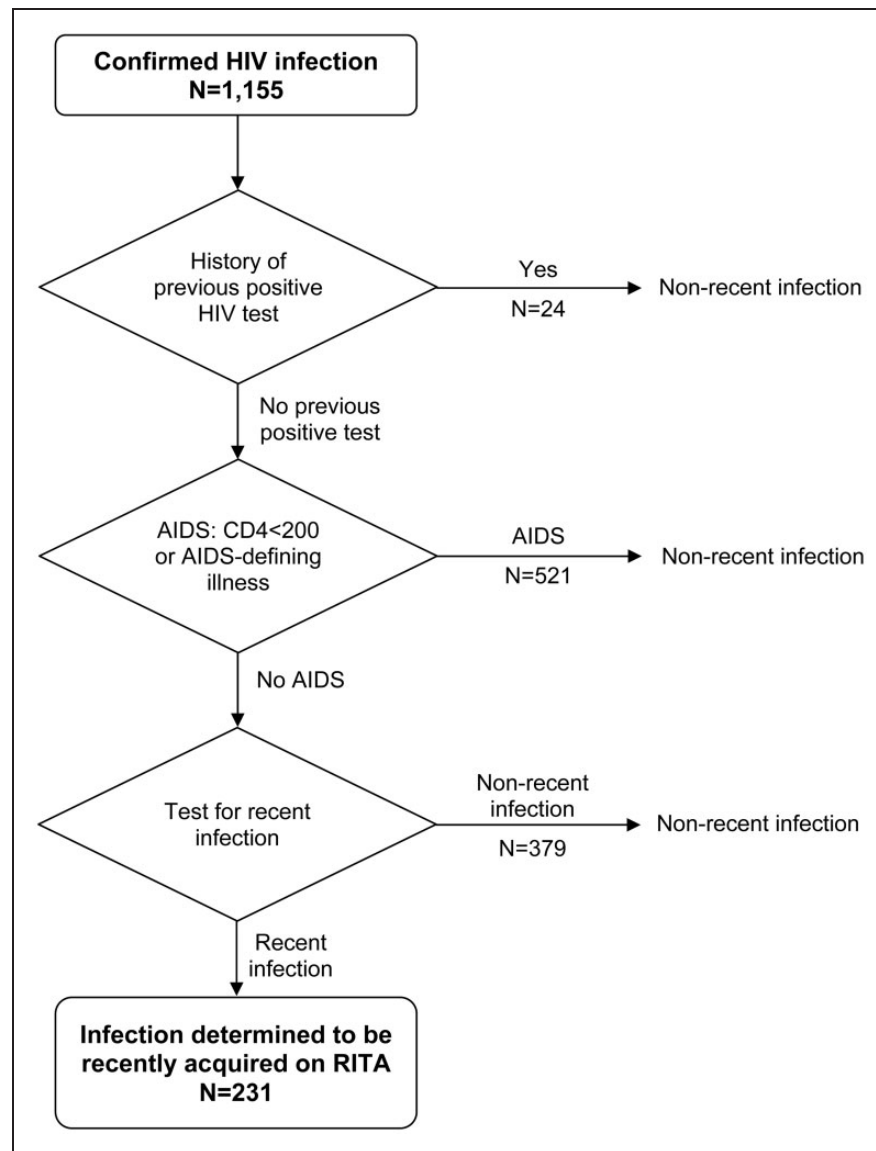 Confirmed HIV infection
N=1,155
History of
previous positive
HIV test
Yes
N=24
Non-recent infection
No previous
positive test
AIDS: CD4<200
or AIDS-defining
illness
AIDS
N=521
Non-recent infection
No AIDS
Test for recent
infection
Non-recent
infection
N=379
Non-recent infection
Recent
infection
Infection determined to be
recently acquired on RITA
N=231